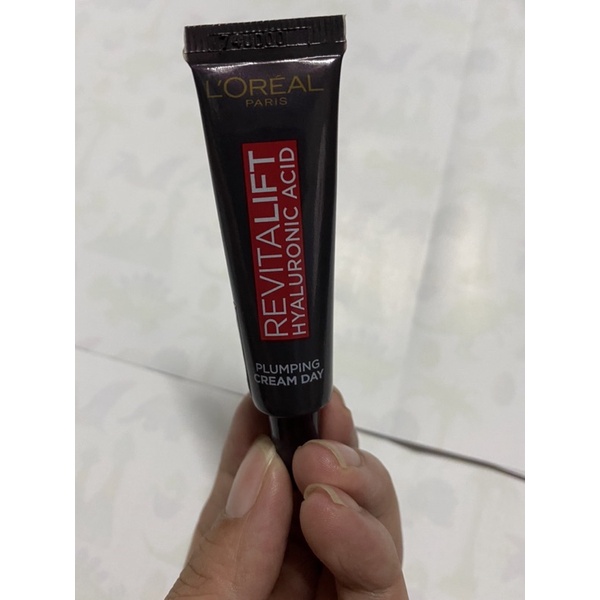 L'ORÉAL
PARIS
REVITALIFT
HYALURONIC ACID
PLUMPING
CREAM DAY